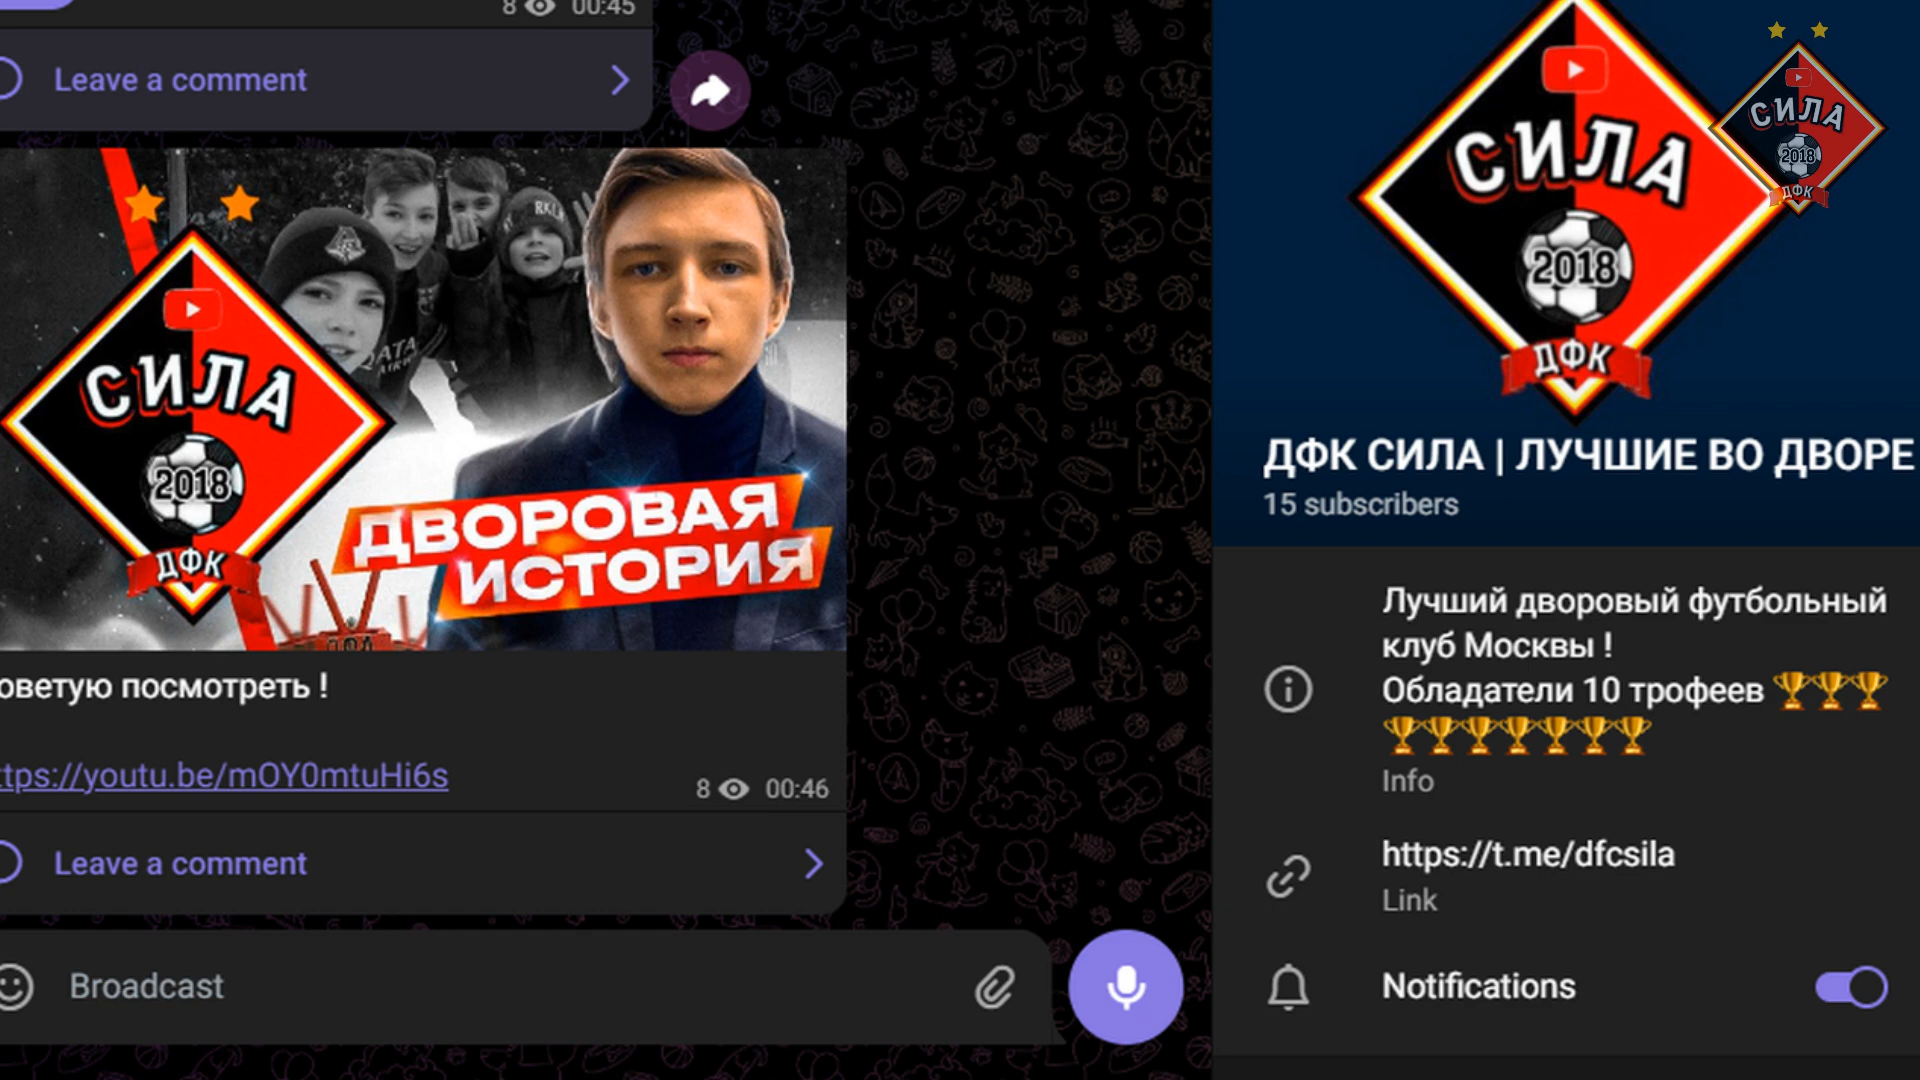 8 00:45
Leave a comment
СИЛА
2018
ДФК
ДВОРОВАЯ
ИСТОРИЯ
оветую посмотреть !
ttps://youtu.be/mOY0mtuHi6s
8 00:46
Leave a comment
Broadcast
СИЛА
2018
ДФК
СИЛА
2018
ДФК
ДФК СИЛА | ЛУЧШИЕ ВО ДВОРЕ
15 subscribers
Лучший дворовый футбольный
клуб Москвы !
Обладатели 10 трофеев 🏆🏆🏆
🏆🏆🏆🏆🏆🏆🏆
Info
https://t.me/dfcsila
Link
Notifications